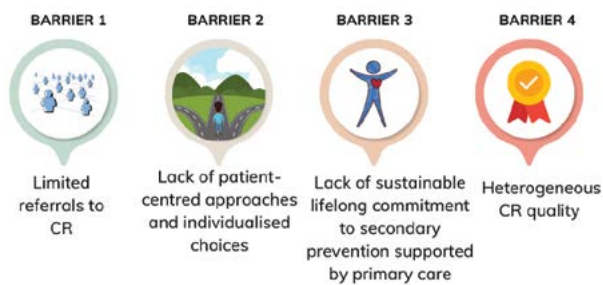 BARRIER 1
BARRIER 2
BARRIER 3
BARRIER 4
Limited
referrals to
CR
Lack of patient-
centred approaches
and individualised
choices
Lack of sustainable
lifelong commitment
to secondary
prevention supported
by primary care
Heterogeneous
CR quality